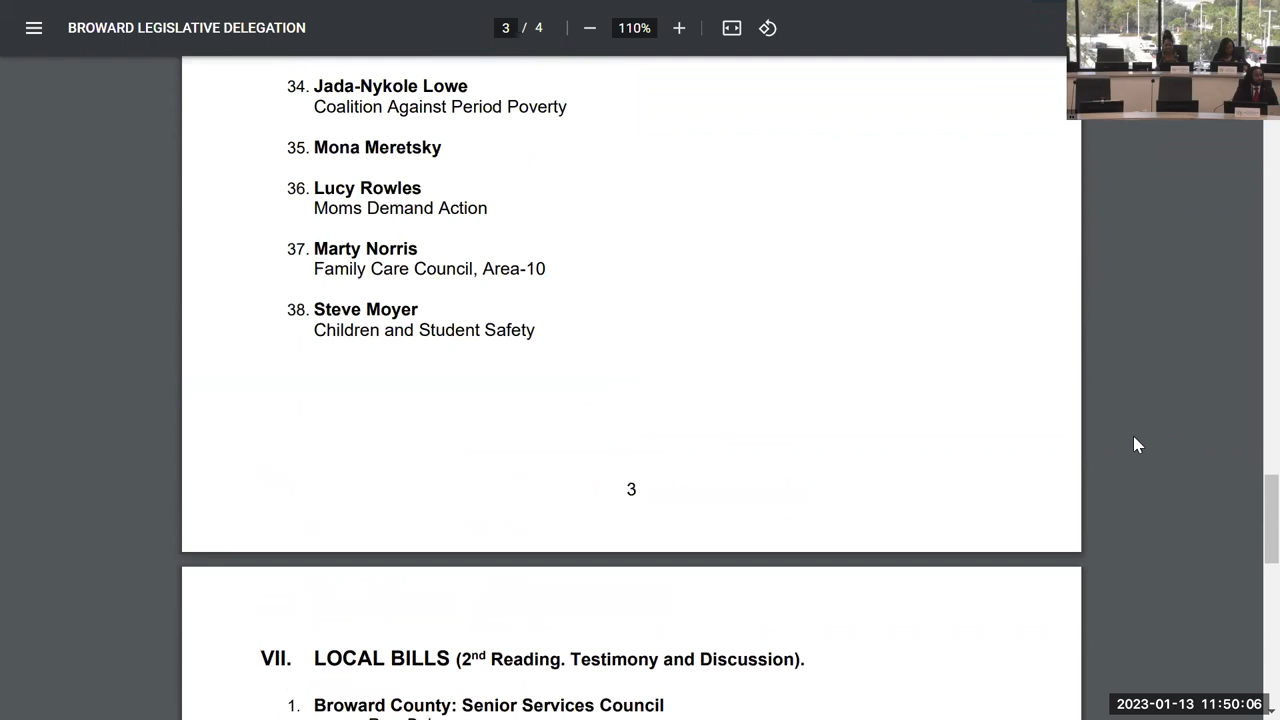 BROWARD LEGISLATIVE DELEGATION
3 / 4
110%
34. Jada-Nykole Lowe
Coalition Against Period Poverty
35. Mona Meretsky
36. Lucy Rowles
Moms Demand Action
37. Marty Norris
Family Care Council, Area-10
38. Steve Moyer
Children and Student Safety
3
VII. LOCAL BILLS (2nd Reading. Testimony and Discussion).
1. Broward County: Senior Services Council
2023-01-13 11:50:06